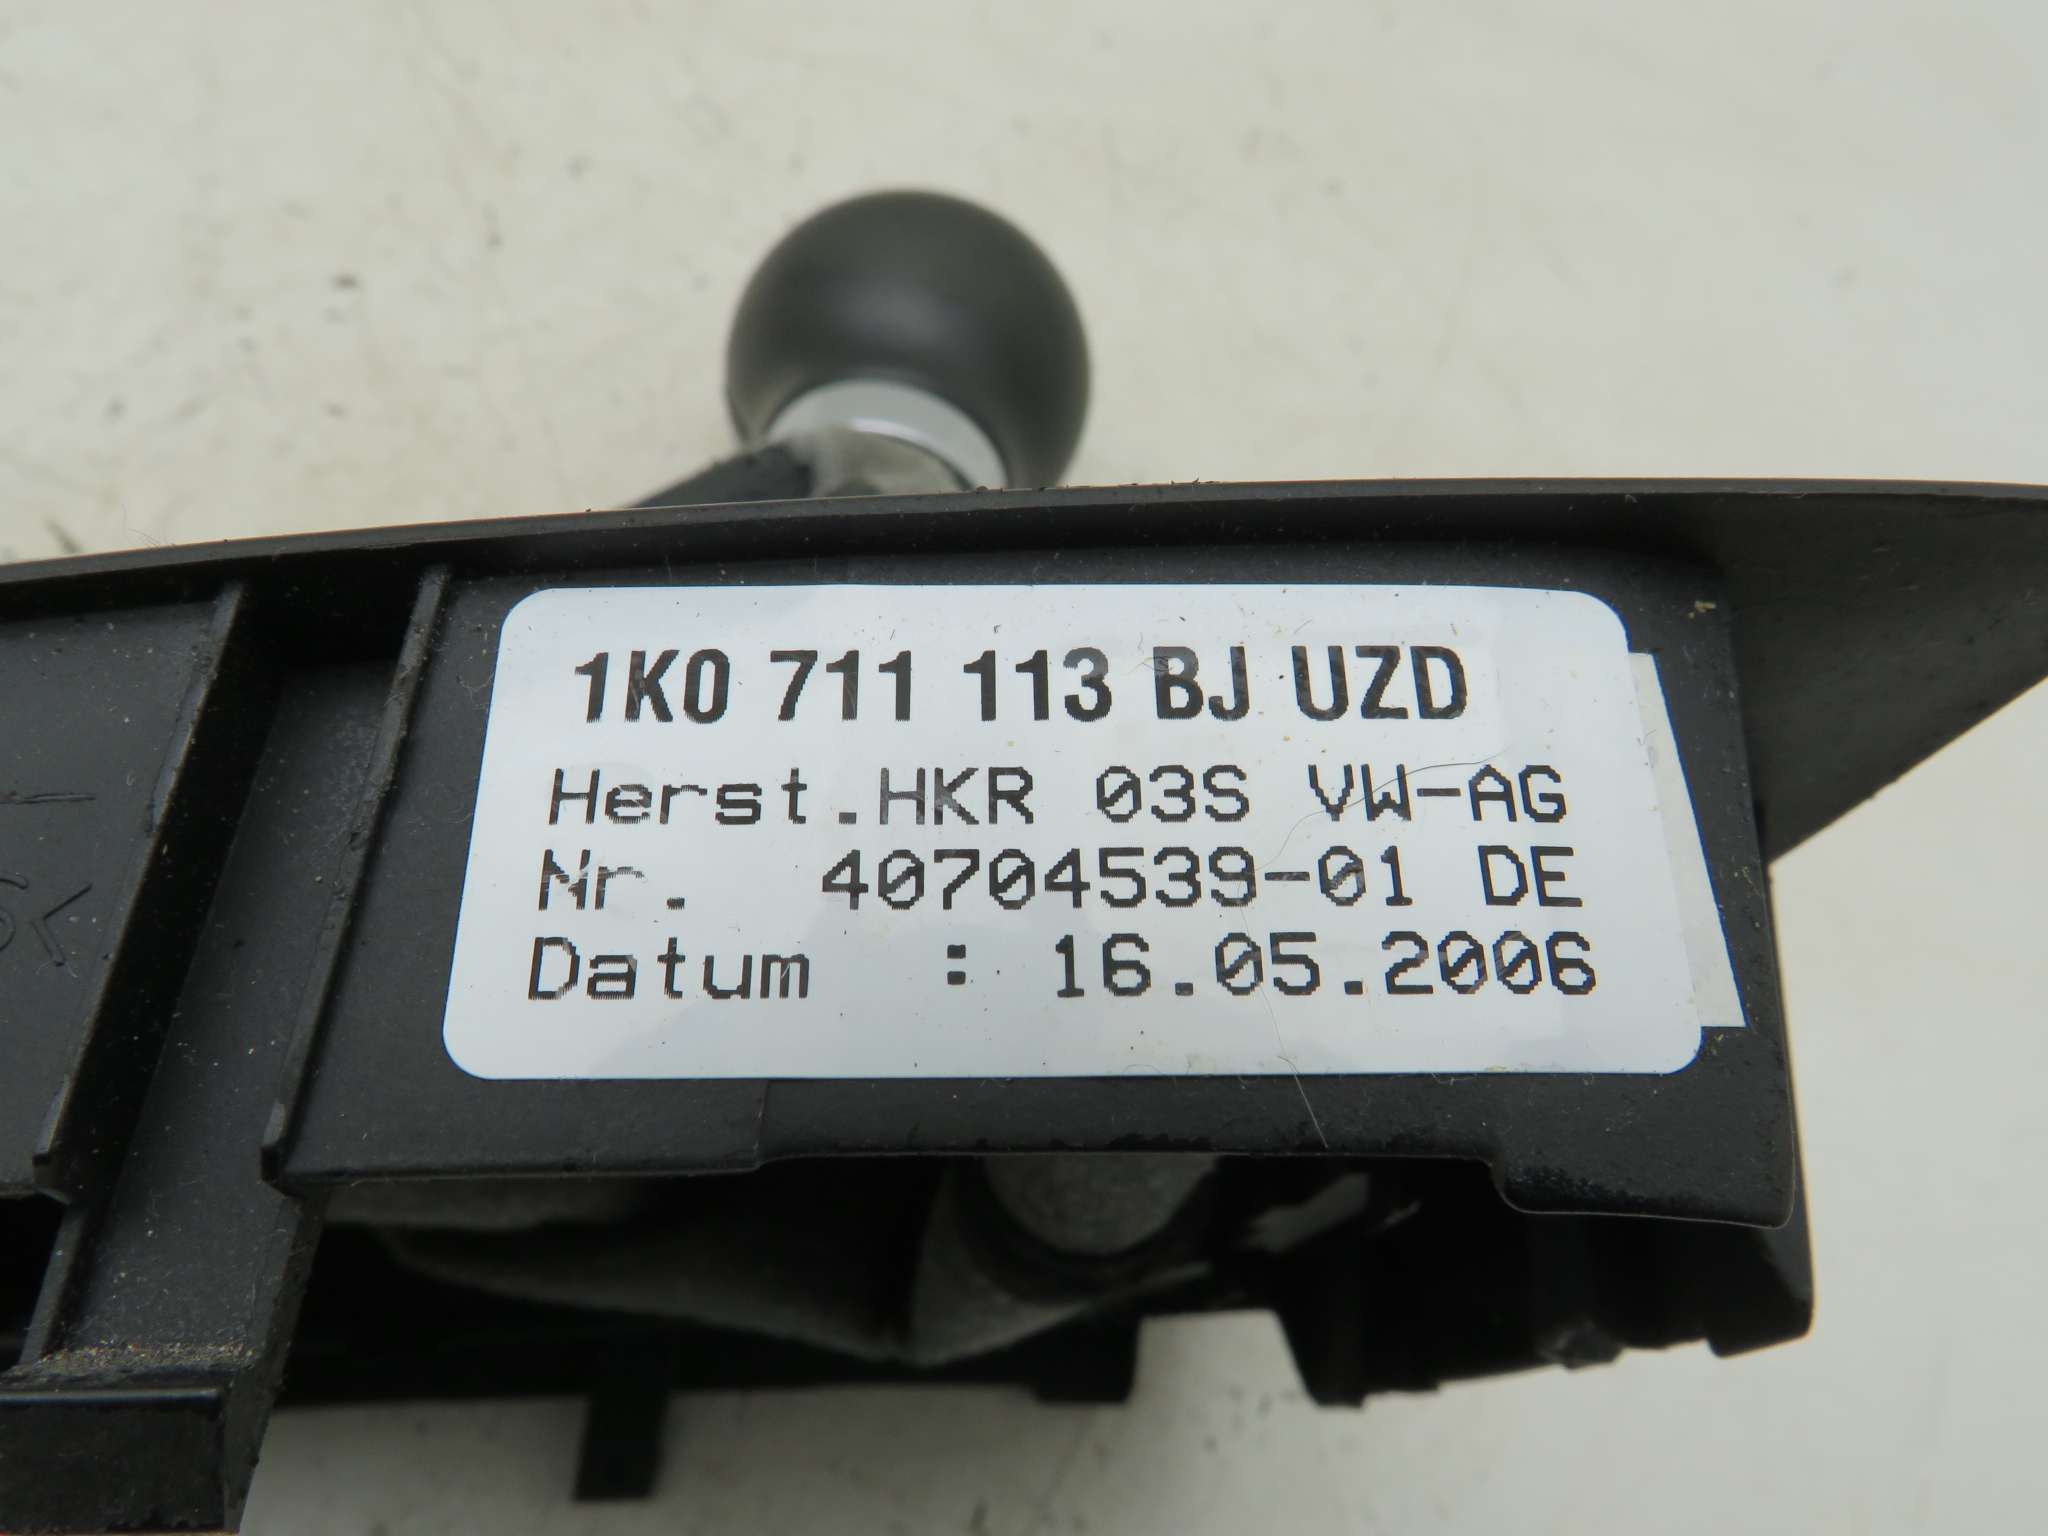 1K0 711 113 BJ UZD
Herst.HKR 03S VW-AG
Nr. 40704539-01 DE
Datum : 16.05.2006